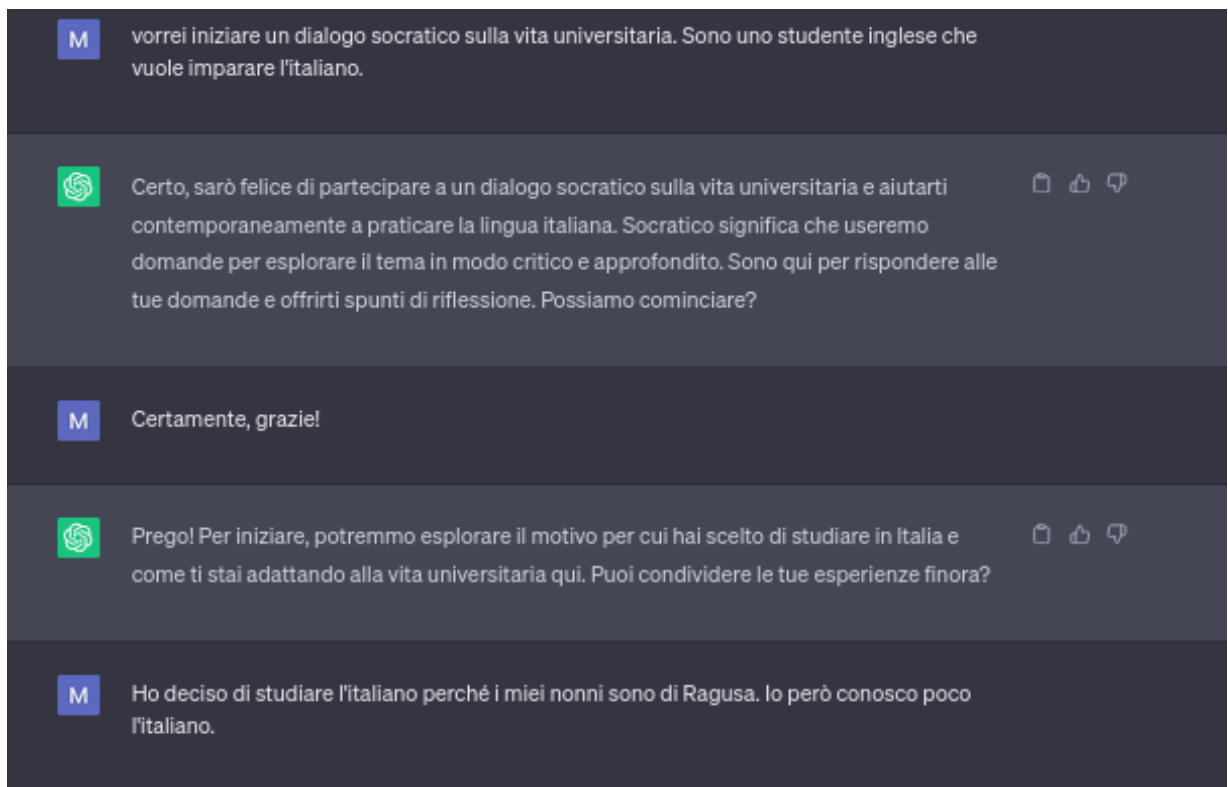 M
vorrei iniziare un dialogo socratico sulla vita universitaria. Sono uno studente inglese che
vuole imparare l'italiano.
Certo, sarò felice di partecipare a un dialogo socratico sulla vita universitaria e aiutarti
contemporaneamente a praticare la lingua italiana. Socratico significa che useremo
domande per esplorare il tema in modo critico e approfondito. Sono qui per rispondere alle
tue domande e offrirti spunti di riflessione. Possiamo cominciare?
M
Certamente, grazie!
Prego! Per iniziare, potremmo esplorare il motivo per cui hai scelto di studiare in Italia e
come ti stai adattando alla vita universitaria qui. Puoi condividere le tue esperienze finora?
M
Ho deciso di studiare l'italiano perché i miei nonni sono di Ragusa. Io però conosco poco
l'italiano.